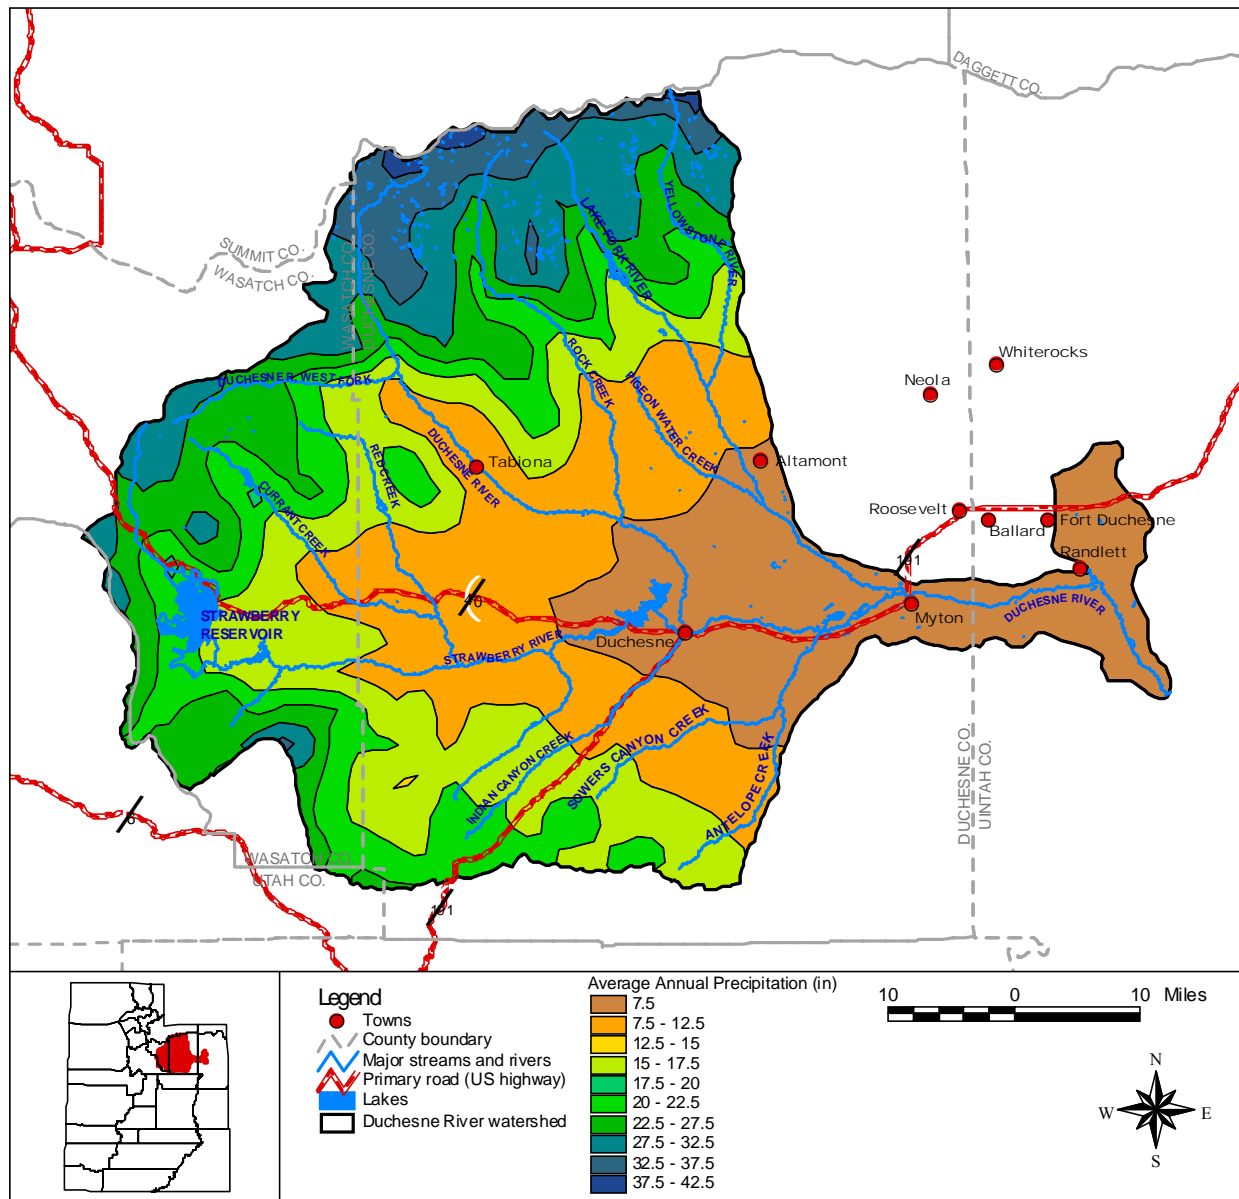 DAGGETT CO.
SUMMIT CO.
WASATCH CO.
WASATCH CO.
DUCHESNE CO.
YELLOWSTONE RIVER
LAKE FORK RIVER
ROCK CREEK
PIGEON WATER CREEK
DUCHESNE R. WEST FORK
Whiterocks
Neola
RED CREEK
DUCHESNE RIVER
Tabiona
Altamont
CURRANT CREEK
Roosevelt
Ballard
Fort Duchesne
Randlett
191
40
STRAWBERRY
RESERVOIR
STRAWBERRY RIVER
Duchesne
Myton
DUCHESNE RIVER
INDIAN CANYON CREEK
SOWERS CANYON CREEK
ANTELOPE CREEK
DUCHESNE CO.
UINTAH CO.
6
WASATCH CO.
UTAH CO.
191
Legend
Towns
County boundary
Major streams and rivers
Primary road (US highway)
Lakes
Duchesne River watershed
Average Annual Precipitation (in)
7.5
7.5 - 12.5
12.5 - 15
15 - 17.5
17.5 - 20
20 - 22.5
22.5 - 27.5
27.5 - 32.5
32.5 - 37.5
37.5 - 42.5
10 0 10 Miles
N
W E
S